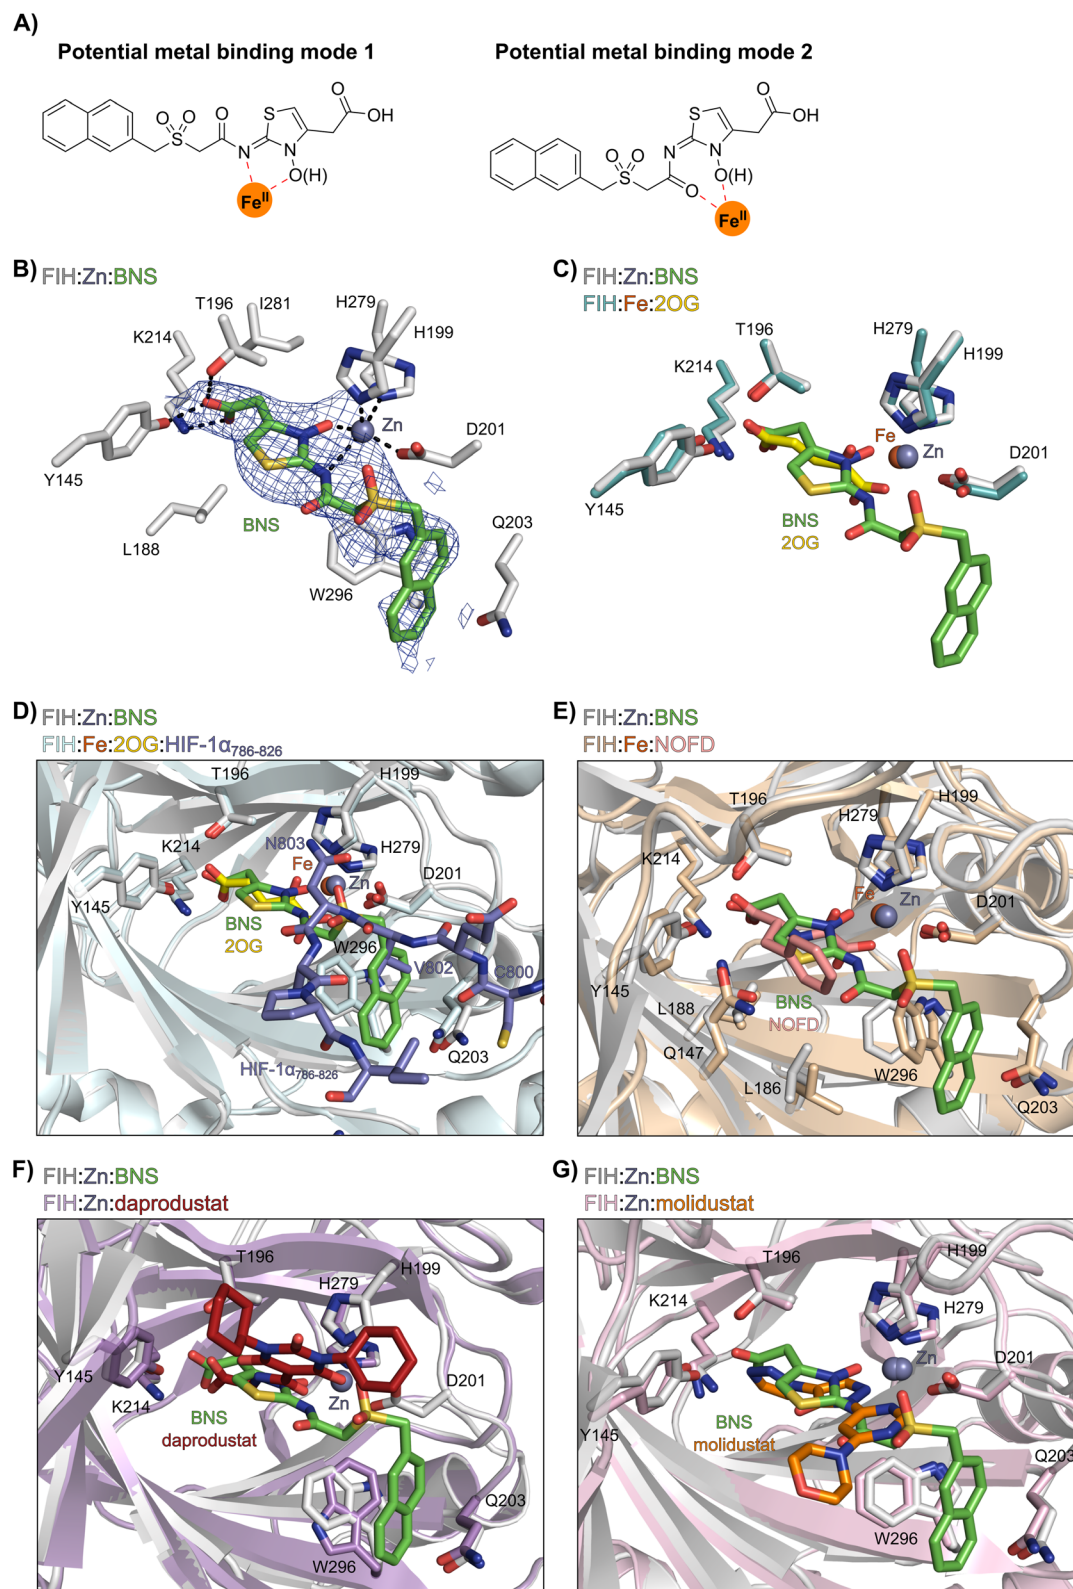 A)
Potential metal binding mode 1
Potential metal binding mode 2
O
OH
S
N
O
O
S
O
N
O(H)
Fe^II
O
OH
S
N
O
O
S
N
O(H)
O
Fe^II
B) FIH:Zn:BNS
T196 I281 H279
H199
K214
Zn
D201
Y145
BNS
L188
Q203
W296
C) FIH:Zn:BNS
FIH:Fe:2OG
H279
T196
H199
K214
Fe
Zn
D201
Y145
BNS
2OG
D) FIH:Zn:BNS
FIH:Fe:2OG:HIF-1α786-826
T196
H199
K214
N803
H279
Fe
Zn
D201
Y145
BNS
W296
2OG
V802
C800
Q203
HIF-1α786-826
E) FIH:Zn:BNS
FIH:Fe:NOFD
T196
H199
H279
K214
Fe
Zn
D201
Y145
BNS
L188
NOFD
Q147
W296
L186
Q203
F) FIH:Zn:BNS
FIH:Zn:daprodustat
T196
H199
H279
Y145
D201
K214
Zn
BNS
daprodustat
Q203
W296
G) FIH:Zn:BNS
FIH:Zn:molidustat
T196
H199
K214
H279
Zn
D201
BNS
Y145
molidustat
Q203
W296